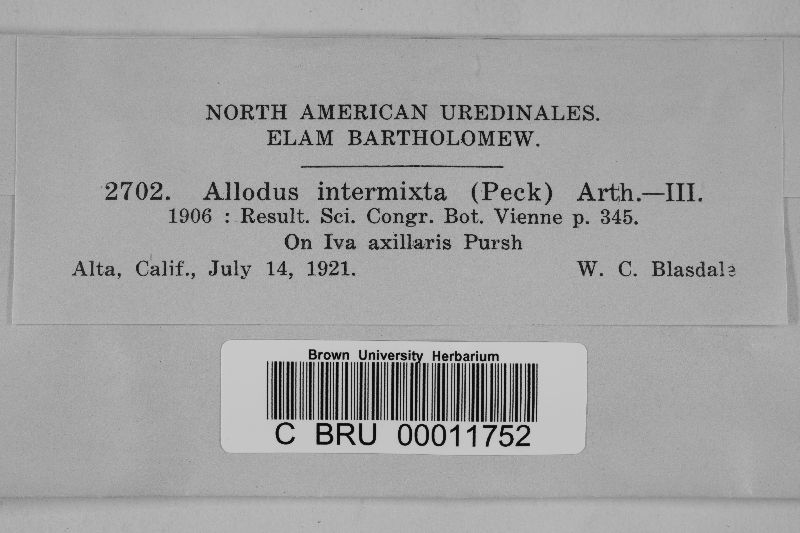 NORTH AMERICAN UREDINALES.
ELAM BARTHOLOMEW.
2702. Allodus intermixta (Peck) Arth.—III.
1906 : Result. Sci. Congr. Bot. Vienne p. 345.
On Iva axillaris Pursh
Alta, Calif., July 14, 1921. W. C. Blasdale
Brown University Herbarium
C BRU 00011752